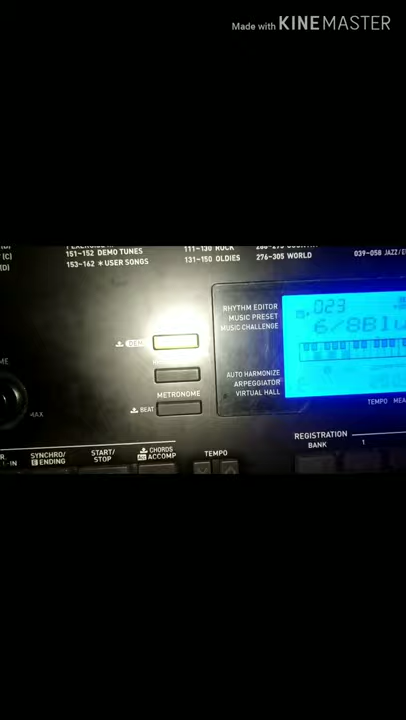 Made with KINEMASTER
151~152 DEMO TUNES
153~162 *USER SONGS
111~130 ROCK
131~150 OLDIES
276~305 WORLD
039~058 JAZZ/
RHYTHM EDITOR
MUSIC PRESET
MUSIC CHALLENGE
023
6/8Blu
AUTO HARMONIZE
ARPEGGIATOR
VIRTUAL HALL
METRONOME
BEAT
MAX
TEMPO
REGISTRATION
BANK
1
SYNCHRO/
ENDING
START/
STOP
CHORDS
ACCOMP
TEMPO